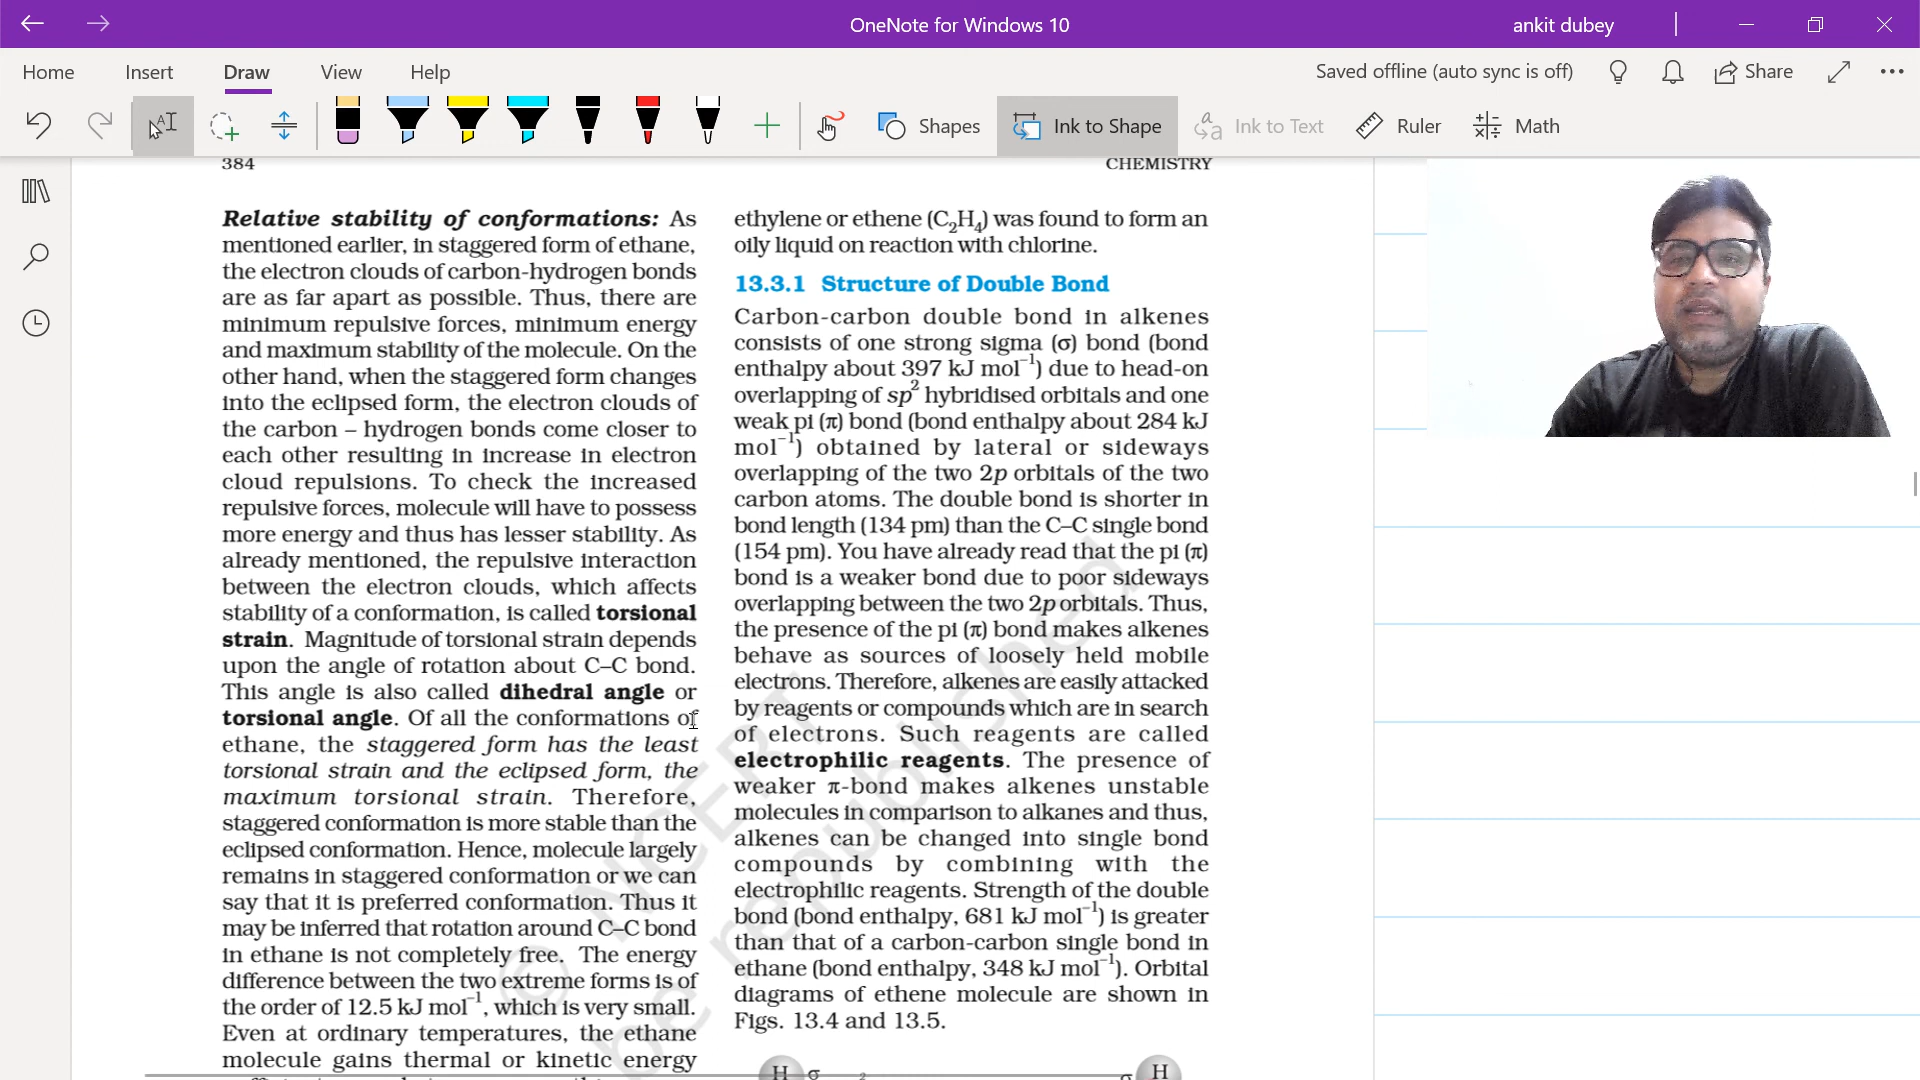 OneNote for Windows 10
ankit dubey
Home Insert Draw View Help
Saved offline (auto sync is off)
Share
Shapes
Ink to Shape
Ink to Text
Ruler
Math
384
CHEMISTRY
Relative stability of conformations: As
mentioned earlier, in staggered form of ethane,
the electron clouds of carbon-hydrogen bonds
are as far apart as possible. Thus, there are
minimum repulsive forces, minimum energy
and maximum stability of the molecule. On the
other hand, when the staggered form changes
into the eclipsed form, the electron clouds of
the carbon – hydrogen bonds come closer to
each other resulting in increase in electron
cloud repulsions. To check the increased
repulsive forces, molecule will have to possess
more energy and thus has lesser stability. As
already mentioned, the repulsive interaction
between the electron clouds, which affects
stability of a conformation, is called torsional
strain. Magnitude of torsional strain depends
upon the angle of rotation about C–C bond.
This angle is also called dihedral angle or
torsional angle. Of all the conformations of
ethane, the staggered form has the least
torsional strain and the eclipsed form, the
maximum torsional strain. Therefore,
staggered conformation is more stable than the
eclipsed conformation. Hence, molecule largely
remains in staggered conformation or we can
say that it is preferred conformation. Thus it
may be inferred that rotation around C–C bond
in ethane is not completely free. The energy
difference between the two extreme forms is of
the order of 12.5 kJ mol⁻¹, which is very small.
Even at ordinary temperatures, the ethane
molecule gains thermal or kinetic energy
ethylene or ethene (C₂H₄) was found to form an
oily liquid on reaction with chlorine.
13.3.1 Structure of Double Bond
Carbon-carbon double bond in alkenes
consists of one strong sigma (σ) bond (bond
enthalpy about 397 kJ mol⁻¹) due to head-on
overlapping of sp² hybridised orbitals and one
weak pi (π) bond (bond enthalpy about 284 kJ
mol⁻¹) obtained by lateral or sideways
overlapping of the two 2p orbitals of the two
carbon atoms. The double bond is shorter in
bond length (134 pm) than the C–C single bond
(154 pm). You have already read that the pi (π)
bond is a weaker bond due to poor sideways
overlapping between the two 2p orbitals. Thus,
the presence of the pi (π) bond makes alkenes
behave as sources of loosely held mobile
electrons. Therefore, alkenes are easily attacked
by reagents or compounds which are in search
of electrons. Such reagents are called
electrophilic reagents. The presence of
weaker π-bond makes alkenes unstable
molecules in comparison to alkanes and thus,
alkenes can be changed into single bond
compounds by combining with the
electrophilic reagents. Strength of the double
bond (bond enthalpy, 681 kJ mol⁻¹) is greater
than that of a carbon-carbon single bond in
ethane (bond enthalpy, 348 kJ mol⁻¹). Orbital
diagrams of ethene molecule are shown in
Figs. 13.4 and 13.5.
H σ H
© NCERT
be republished